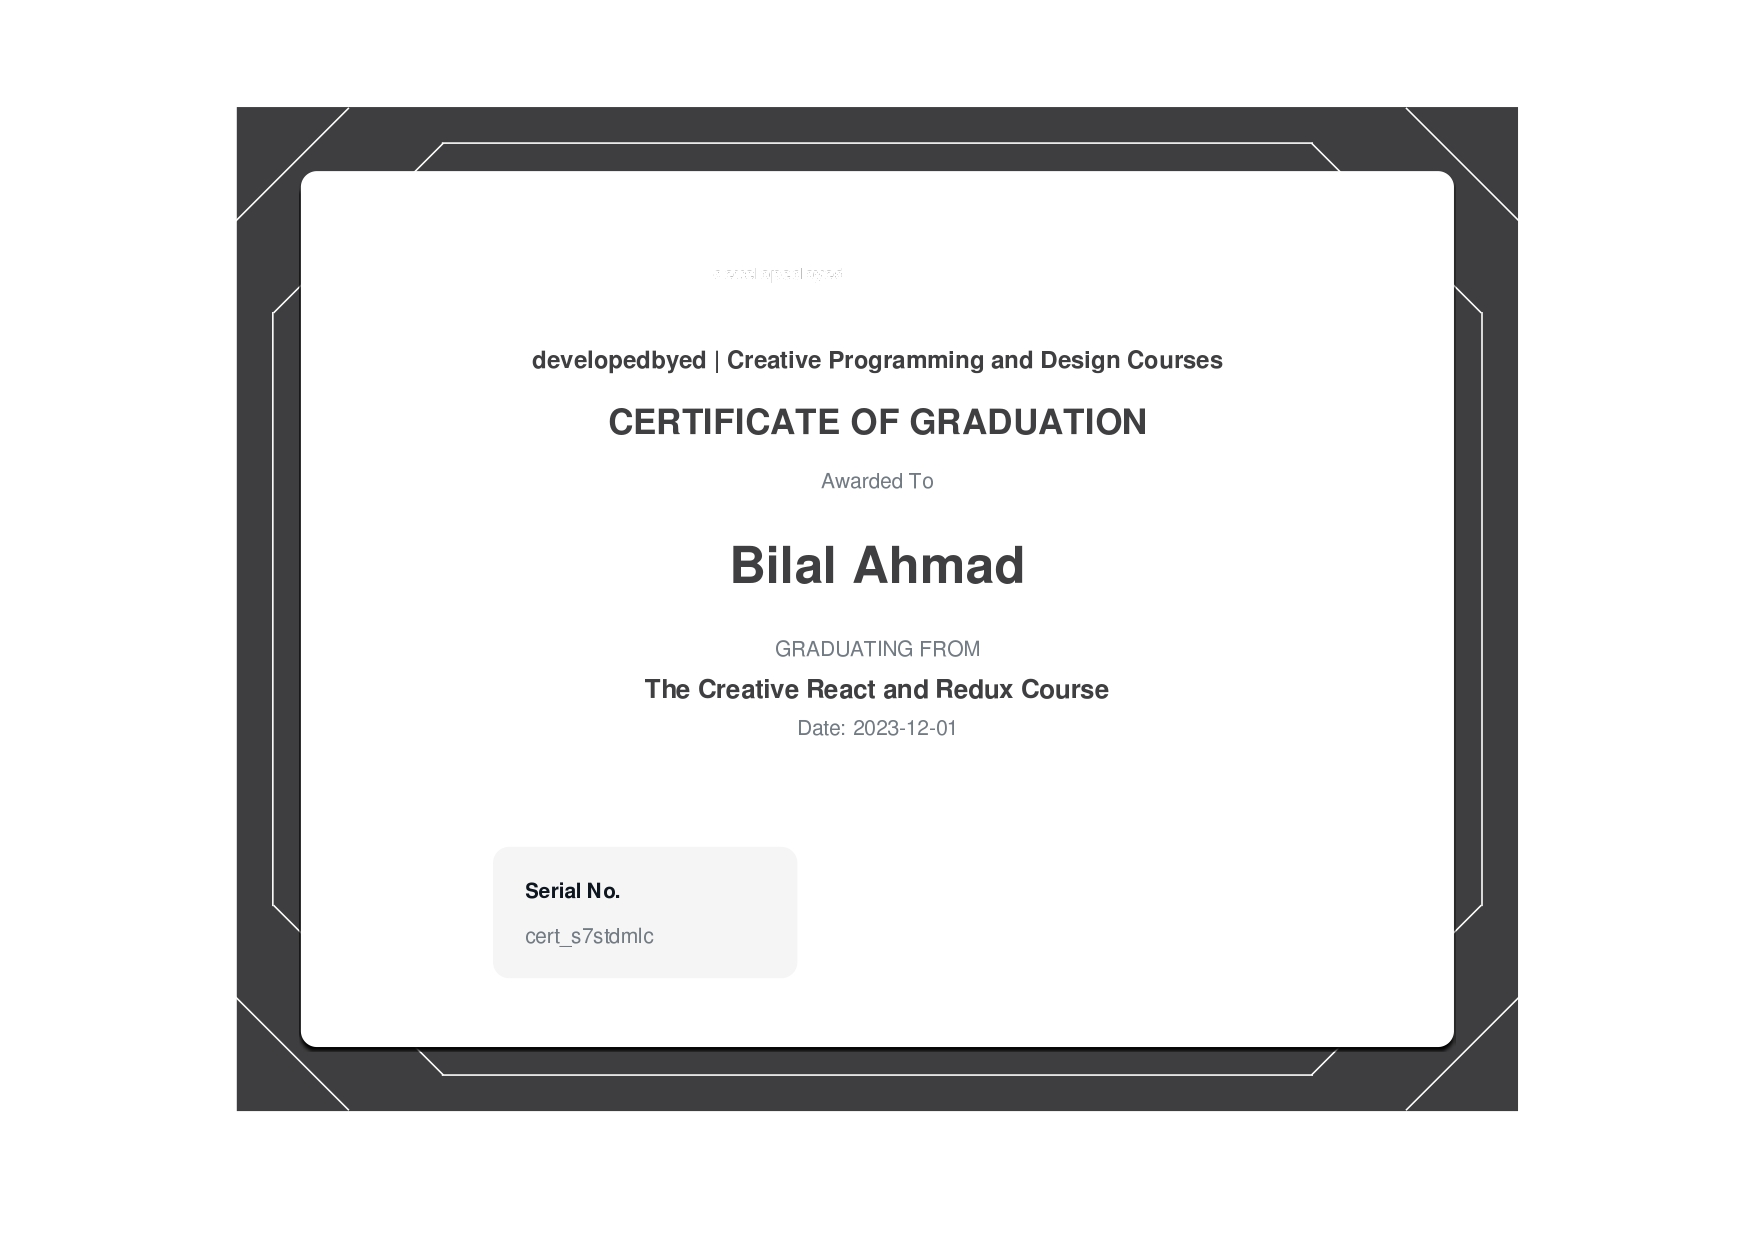 developedbyed | Creative Programming and Design Courses
CERTIFICATE OF GRADUATION
Awarded To
Bilal Ahmad
GRADUATING FROM
The Creative React and Redux Course
Date: 2023-12-01
Serial No.
cert_s7stdmlc